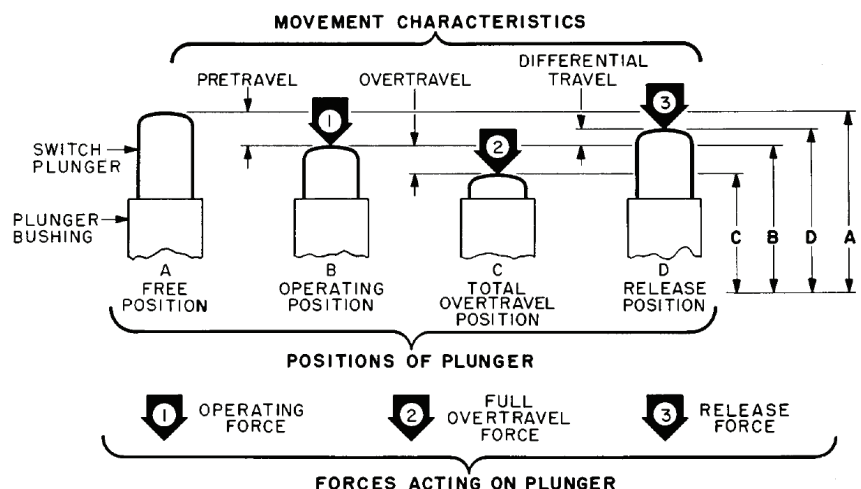 MOVEMENT CHARACTERISTICS
PRETRAVEL
OVERTRAVEL
DIFFERENTIAL
TRAVEL
1
2
3
SWITCH
PLUNGER
PLUNGER
BUSHING
A
FREE
POSITION
B
OPERATING
POSITION
C
TOTAL
OVERTRAVEL
POSITION
D
RELEASE
POSITION
C
B
D
A
POSITIONS OF PLUNGER
1
OPERATING
FORCE
2
FULL
OVERTRAVEL
FORCE
3
RELEASE
FORCE
FORCES ACTING ON PLUNGER